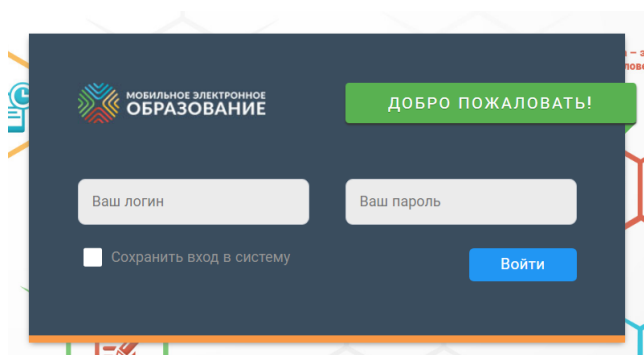 МОБИЛЬНОЕ ЭЛЕКТРОННОЕ
ОБРАЗОВАНИЕ
ДОБРО ПОЖАЛОВАТЬ!
Ваш логин
Ваш пароль
Сохранить вход в систему
Войти